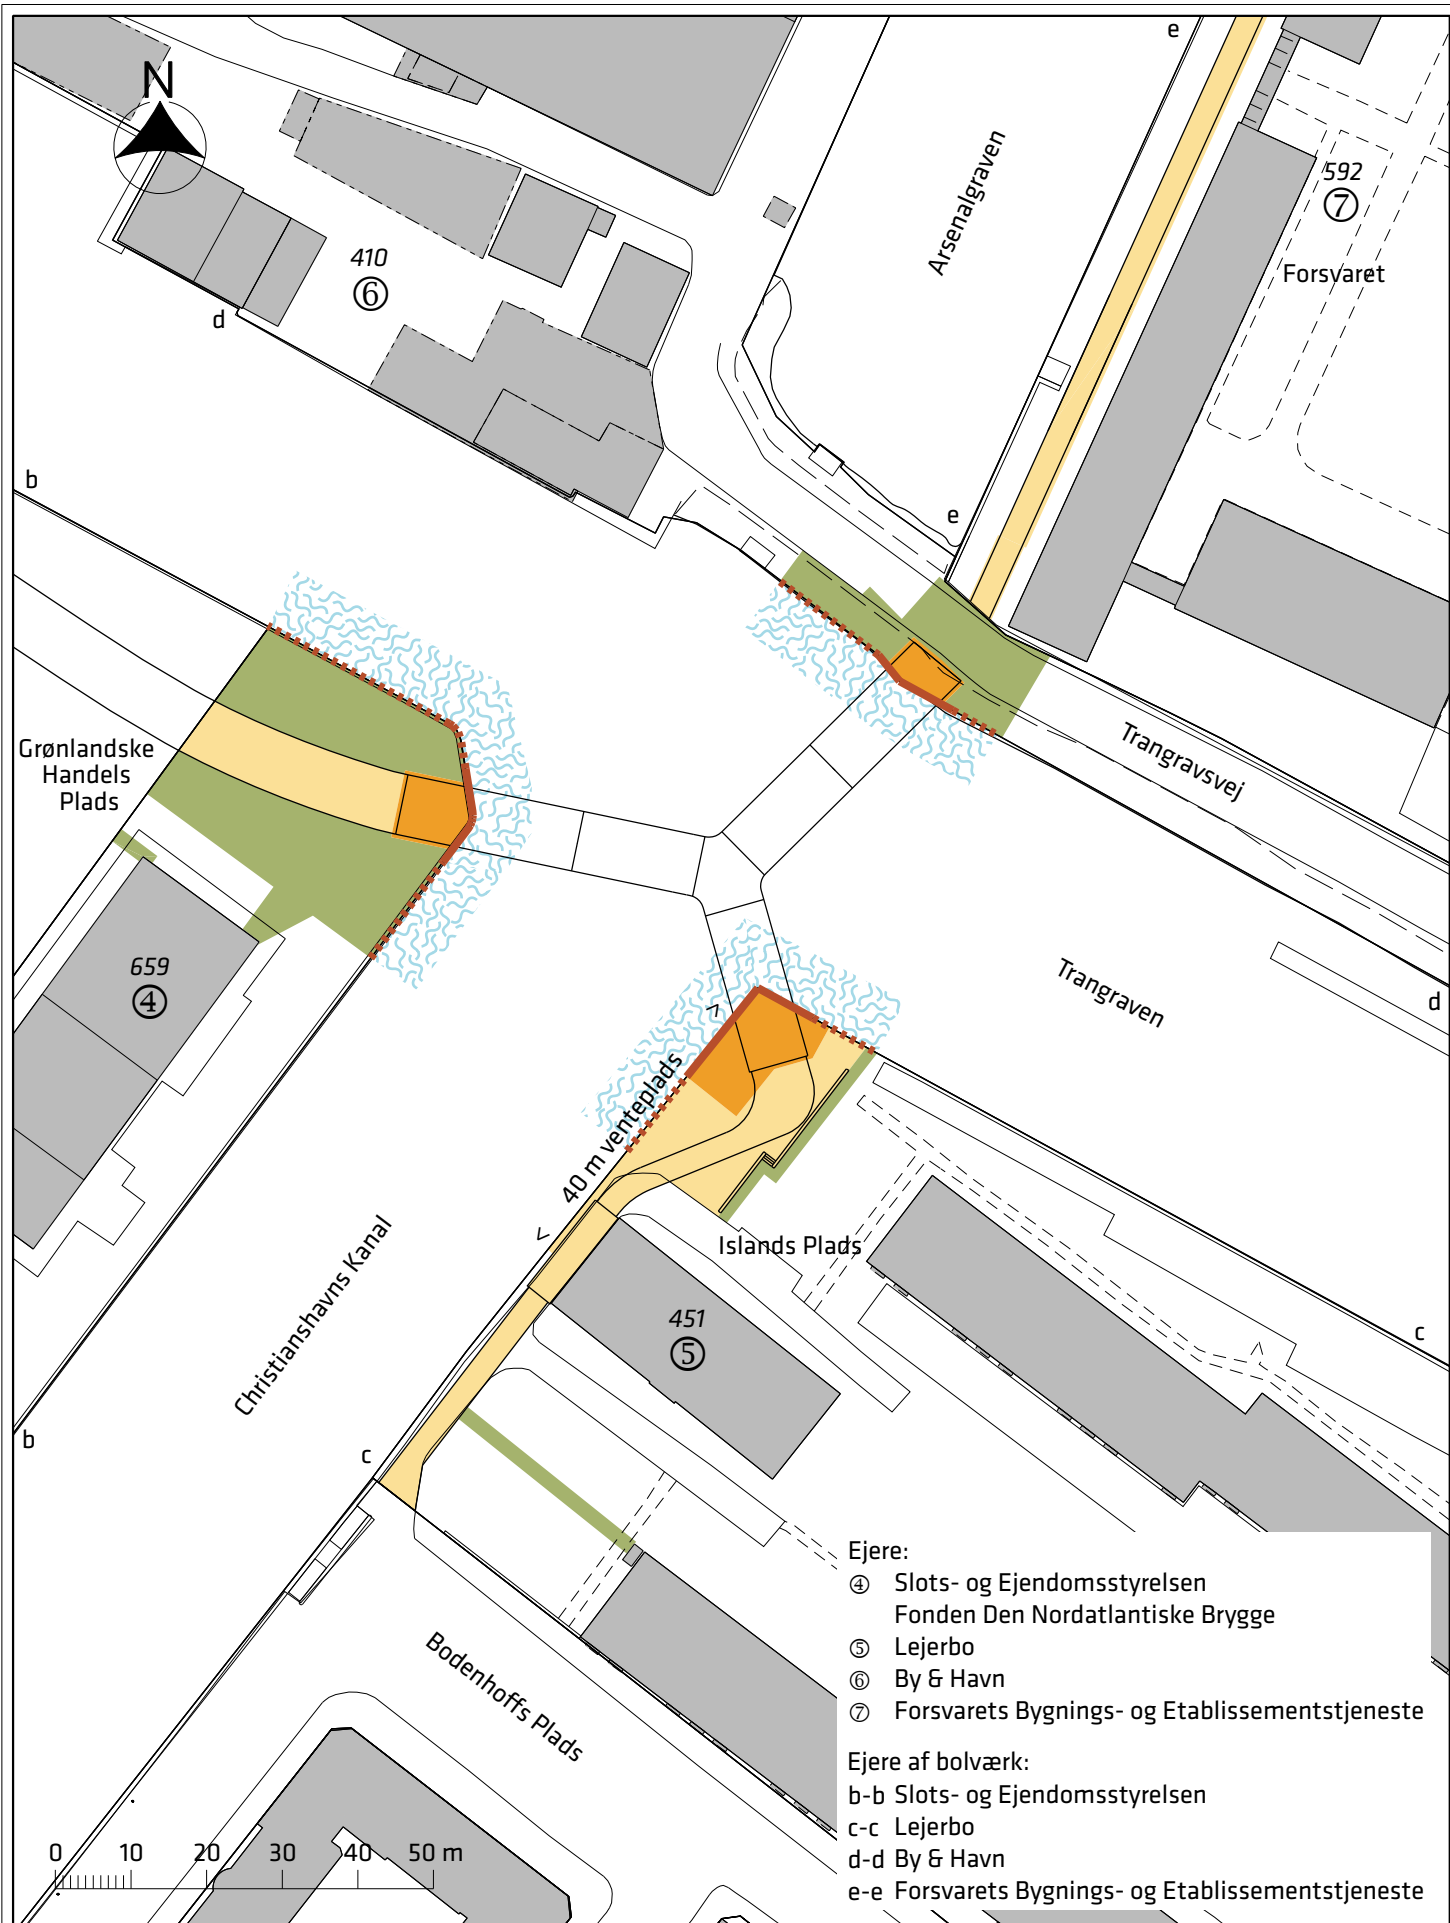 e
N
Arsenalgraven
592
⑦
Forsvaret
410
⑥
d
b
e
Grønlandske
Handels
Plads
Trangravsvej
659
④
Trangraven
d
40 m venteplads
<
<
Islands Plads
Christianshavns Kanal
451
⑤
c
b
c
Bodenhoffs Plads
0 10 20 30 40 50 m
Ejere:
④ Slots- og Ejendomsstyrelsen
Fonden Den Nordatlantiske Brygge
⑤ Lejerbo
⑥ By & Havn
⑦ Forsvarets Bygnings- og Etablissementstjeneste
Ejere af bolværk:
b-b Slots- og Ejendomsstyrelsen
c-c Lejerbo
d-d By & Havn
e-e Forsvarets Bygnings- og Etablissementstjeneste